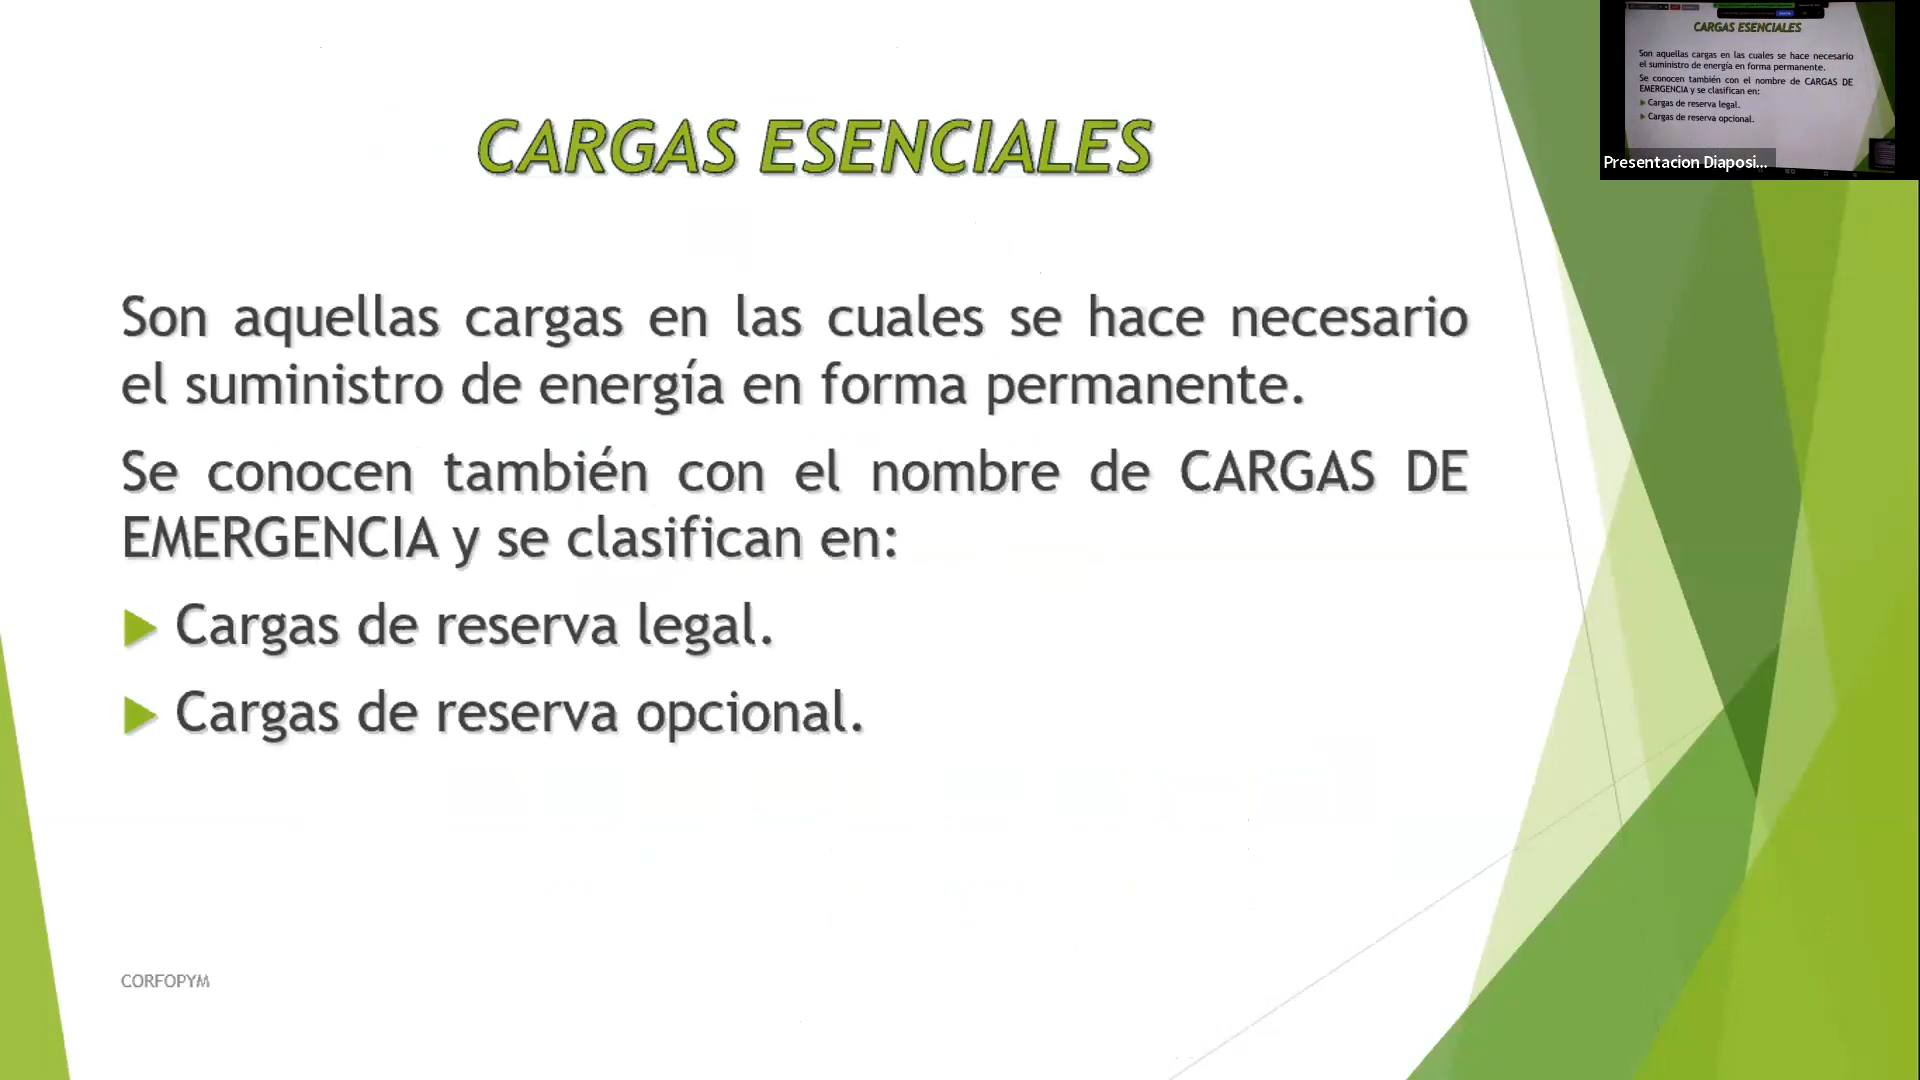 CARGAS ESENCIALES
Son aquellas cargas en las cuales se hace necesario
el suministro de energía en forma permanente.
Se conocen también con el nombre de CARGAS DE
EMERGENCIA y se clasifican en:
Cargas de reserva legal.
Cargas de reserva opcional.
CORFOPYM
CARGAS ESENCIALES
Son aquellas cargas en las cuales se hace necesario
el suministro de energía en forma permanente.
Se conocen también con el nombre de CARGAS DE
EMERGENCIA y se clasifican en:
Cargas de reserva legal.
Cargas de reserva opcional.
Presentacion Diaposi...